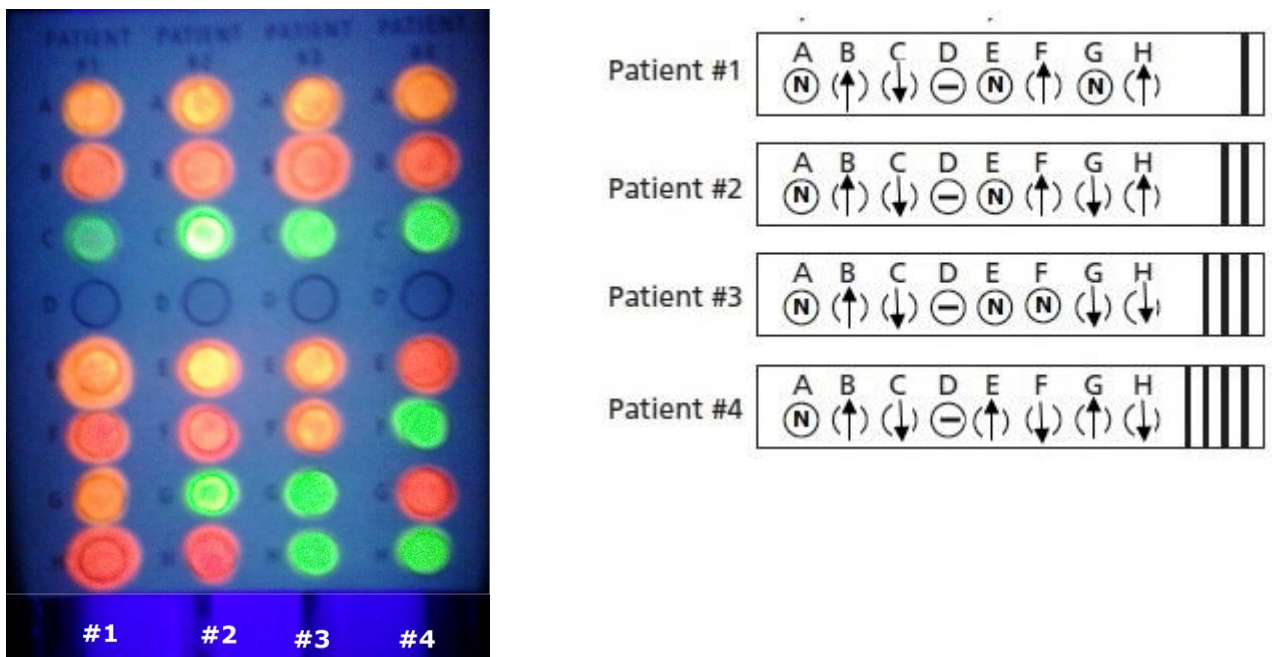 PATIENT PATIENT PATIENT PATIENT
#1 #2 #3 #4
A A A A
B B
C C C C
D D D D
E E E
F
G G G
H H
#1 #2 #3 #4
A B C D E F G H
Patient #1 N N N
A B C D E F G H
Patient #2 N N
A B C D E F G H
Patient #3 N N N
A B C D E F G H
Patient #4 N